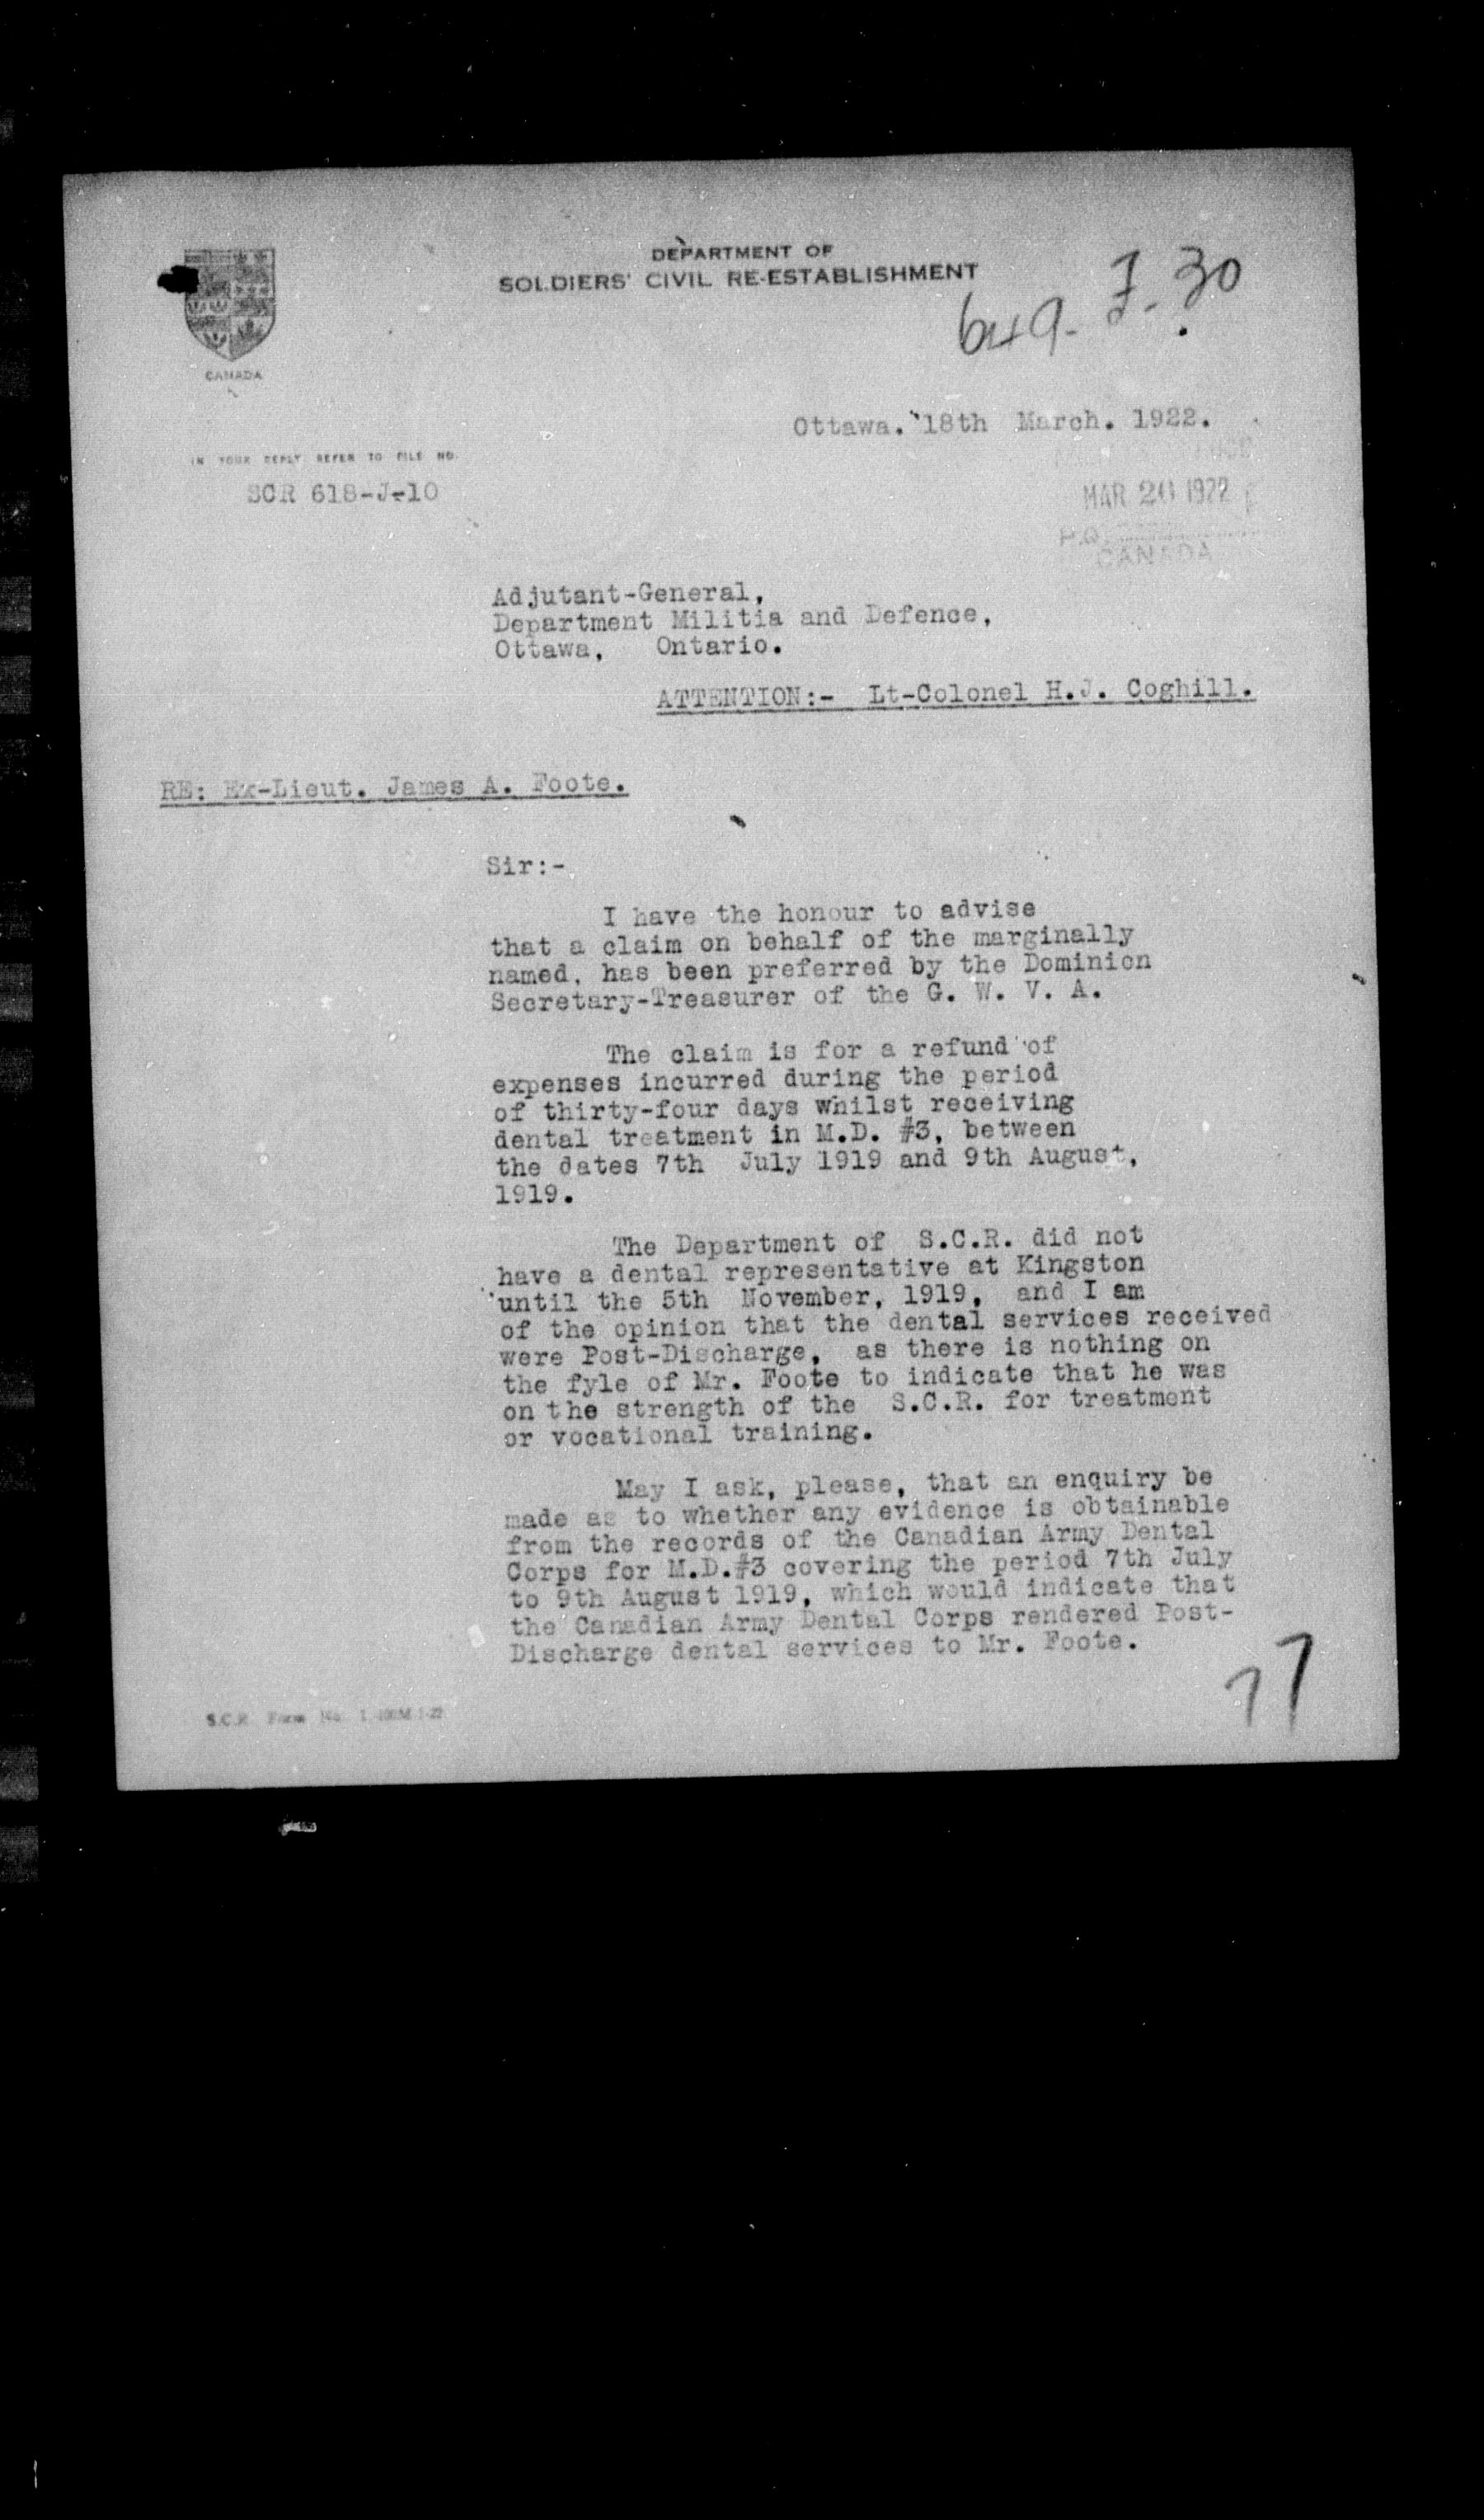 DEPARTMENT OF
SOLDIERS' CIVIL RE-ESTABLISHMENT
649-J-30
CANADA
Ottawa. 18th March. 1922.
IN YOUR REPLY REFER TO FILE NO.
SCR 618-J-10
MAR 20 1922
H.Q.
CANADA
Adjutant-General,
Department Militia and Defence,
Ottawa, Ontario.
ATTENTION:- Lt-Colonel H.J. Coghill.
RE: Ex-Lieut. James A. Foote.
Sir:-
I have the honour to advise
that a claim on behalf of the marginally
named, has been preferred by the Dominion
Secretary-Treasurer of the G. W. V. A.
The claim is for a refund of
expenses incurred during the period
of thirty-four days whilst receiving
dental treatment in M.D. #3, between
the dates 7th July 1919 and 9th August,
1919.
The Department of S.C.R. did not
have a dental representative at Kingston
until the 5th November, 1919, and I am
of the opinion that the dental services received
were Post-Discharge, as there is nothing on
the fyle of Mr. Foote to indicate that he was
on the strength of the S.C.R. for treatment
or vocational training.
May I ask, please, that an enquiry be
made as to whether any evidence is obtainable
from the records of the Canadian Army Dental
Corps for M.D.#3 covering the period 7th July
to 9th August 1919, which would indicate that
the Canadian Army Dental Corps rendered Post-
Discharge dental services to Mr. Foote.
77
S.C.R. Form No. 1